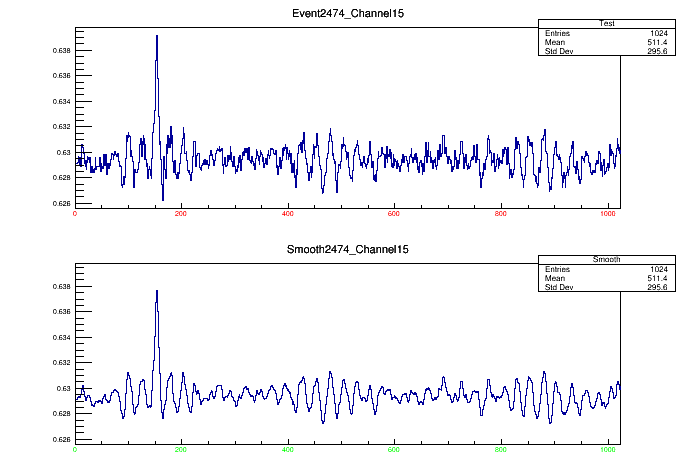 Event2474_Channel15
Test
Entries 1024
Mean 511.4
Std Dev 295.6
0.638
0.636
0.634
0.632
0.63
0.628
0.626
0 200 400 600 800 1000
Smooth2474_Channel15
Smooth
Entries 1024
Mean 511.4
Std Dev 295.6
0.638
0.636
0.634
0.632
0.63
0.628
0.626
0 200 400 600 800 1000